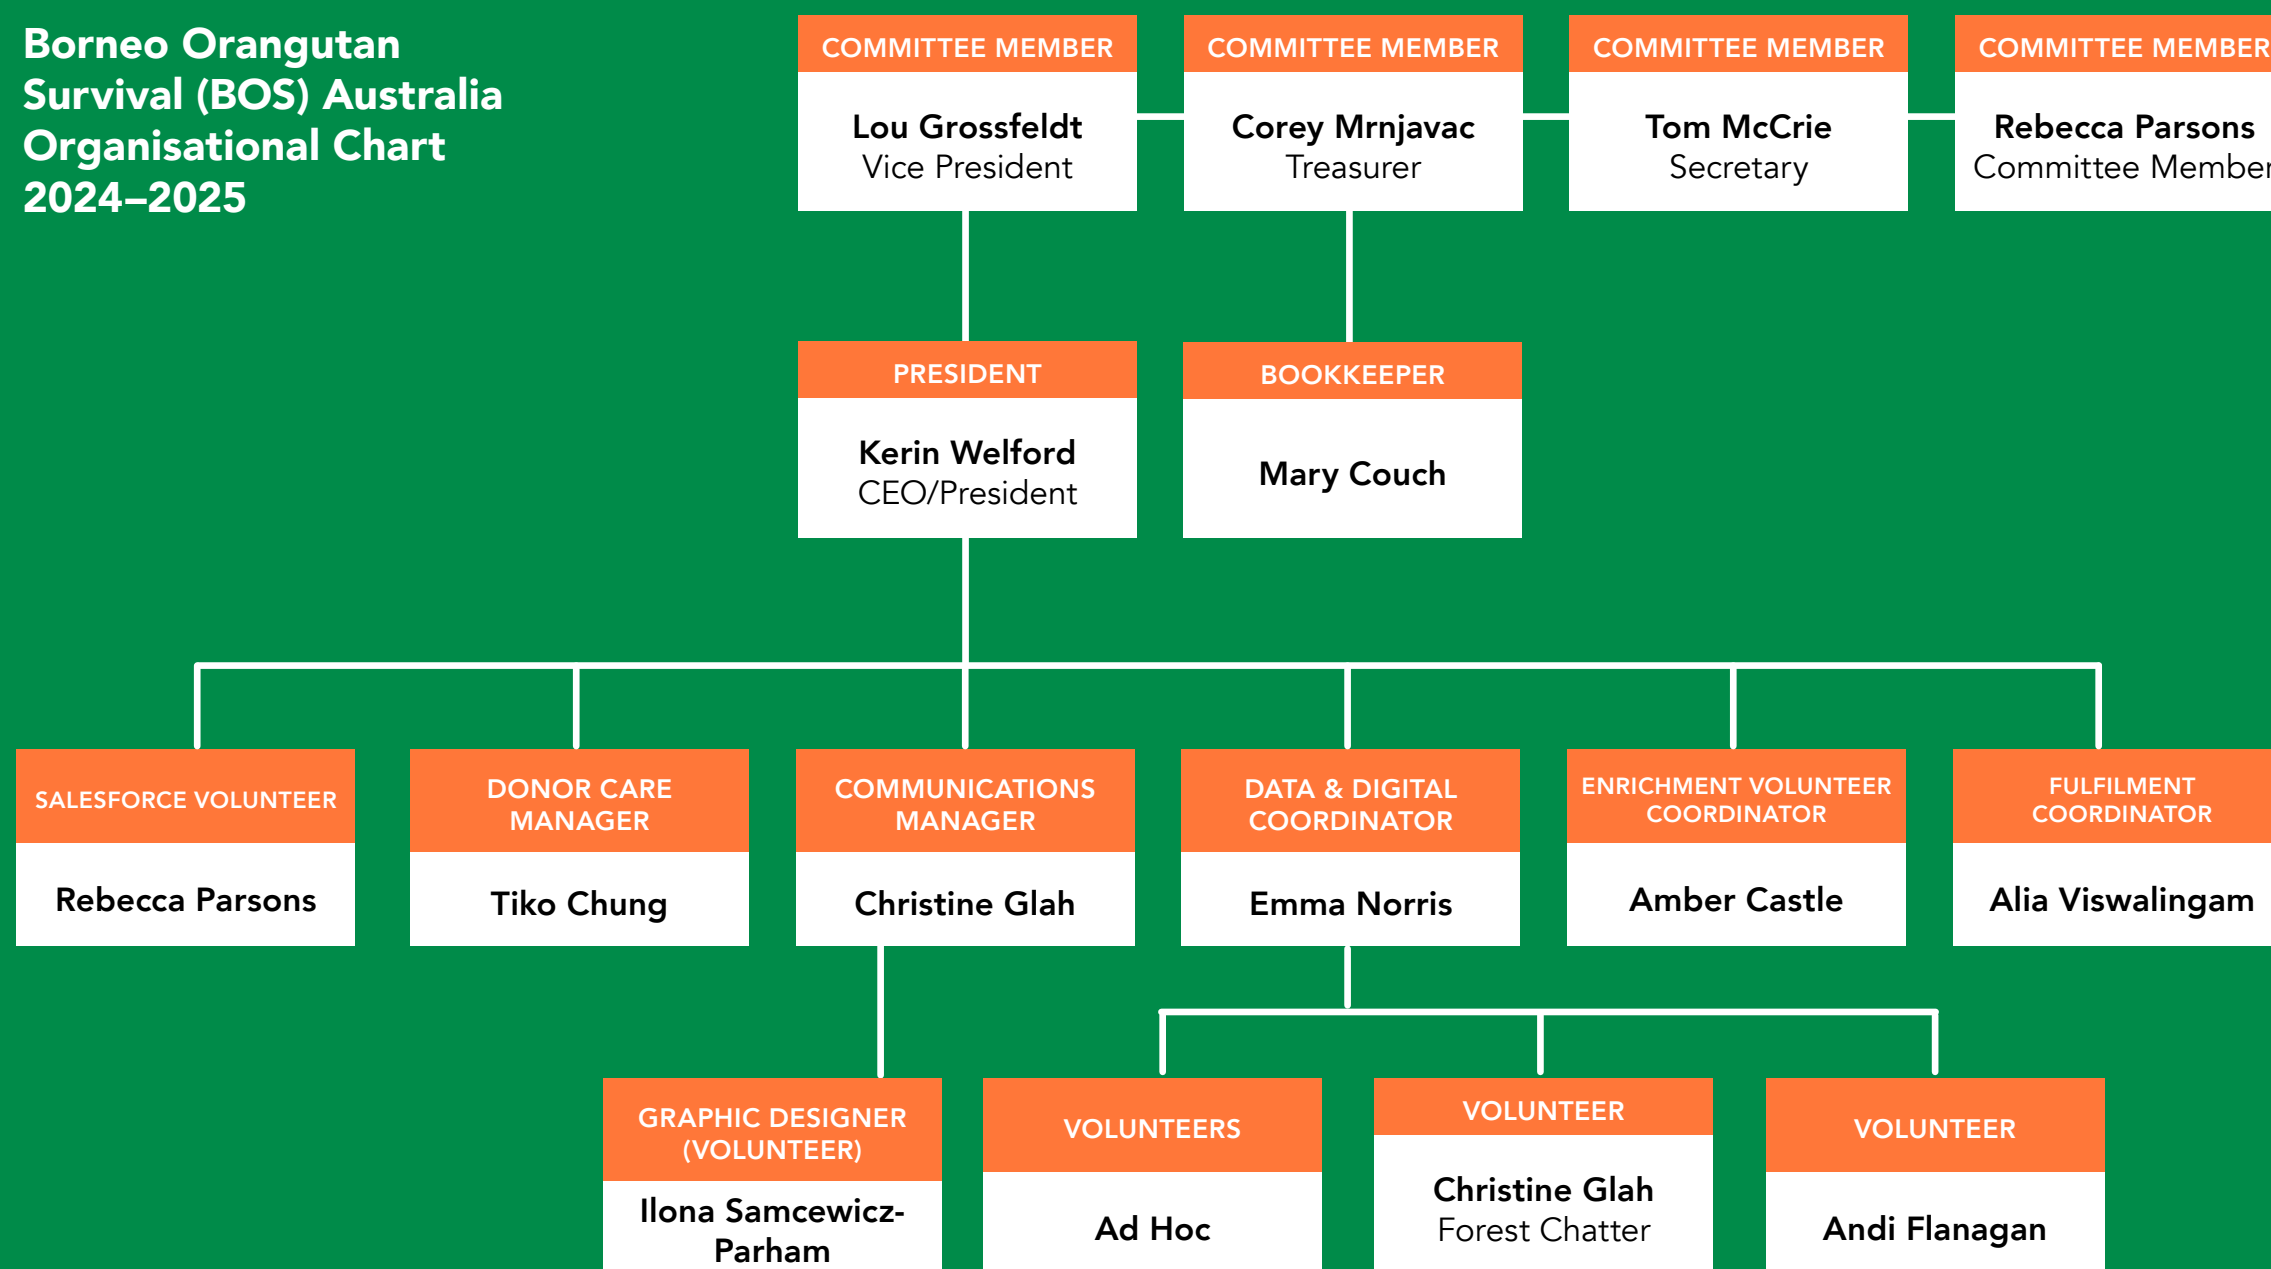 Borneo Orangutan
Survival (BOS) Australia
Organisational Chart
2024–2025
COMMITTEE MEMBER
Lou Grossfeldt
Vice President
COMMITTEE MEMBER
Corey Mrnjavac
Treasurer
COMMITTEE MEMBER
Tom McCrie
Secretary
COMMITTEE MEMBER
Rebecca Parsons
Committee Member
PRESIDENT
Kerin Welford
CEO/President
BOOKKEEPER
Mary Couch
SALESFORCE VOLUNTEER
Rebecca Parsons
DONOR CARE
MANAGER
Tiko Chung
COMMUNICATIONS
MANAGER
Christine Glah
DATA & DIGITAL
COORDINATOR
Emma Norris
ENRICHMENT VOLUNTEER
COORDINATOR
Amber Castle
FULFILMENT
COORDINATOR
Alia Viswalingam
GRAPHIC DESIGNER
(VOLUNTEER)
Ilona Samcewicz-
Parham
VOLUNTEERS
Ad Hoc
VOLUNTEER
Christine Glah
Forest Chatter
VOLUNTEER
Andi Flanagan